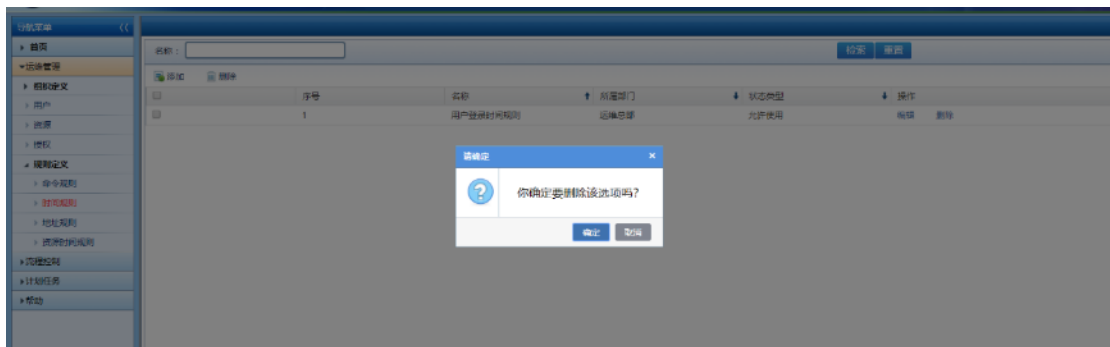 导航菜单
首页
名称：
检索 重置
运维管理
添加 删除
组织定义
序号 名称 所属部门 状态类型 操作
用户
1 用户登录时间规则 运维总部 允许使用 编辑 删除
资源
授权
规则定义
请确定
命令规则
你确定要删除该选项吗?
时间规则
地址规则
确定 取消
资源时间规则
流程控制
计划任务
帮助